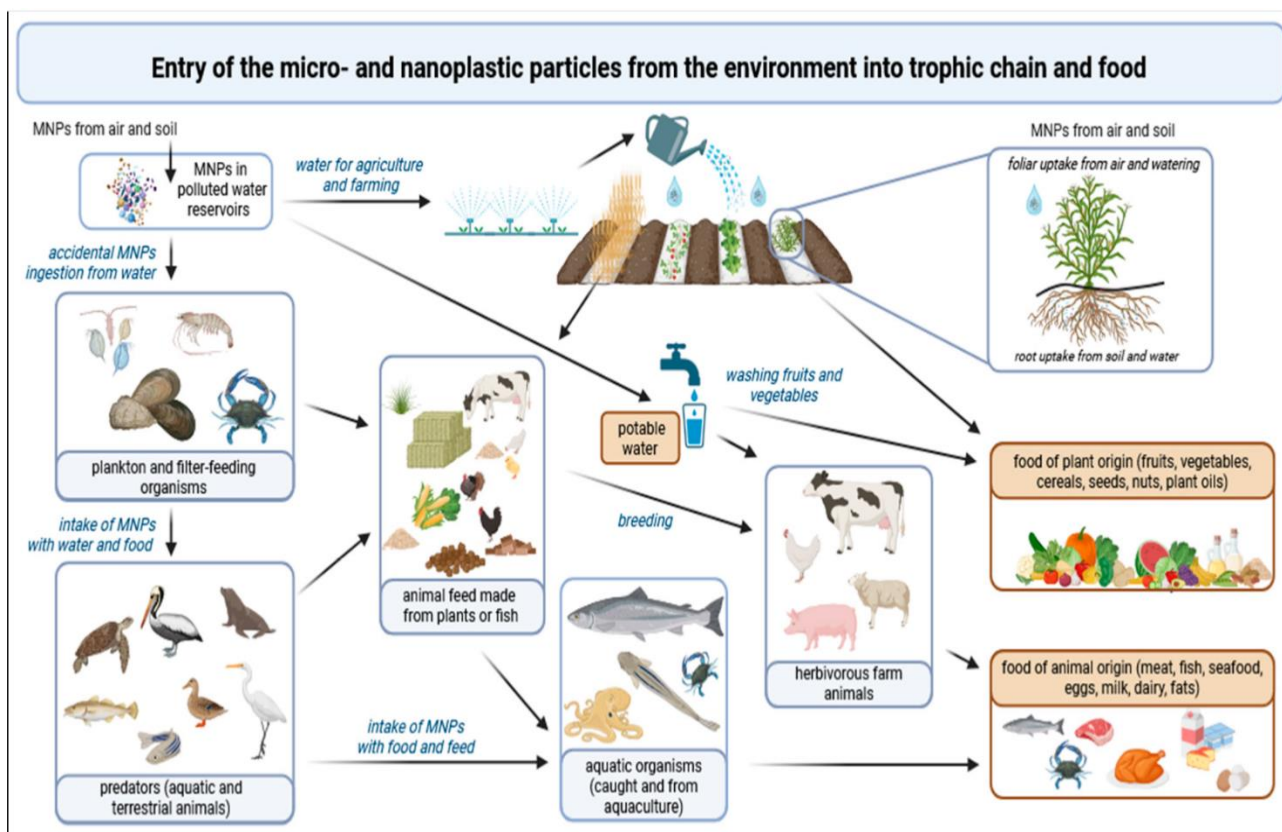 Entry of the micro- and nanoplastic particles from the environment into trophic chain and food
MNPs from air and soil
MNPs in
polluted water
reservoirs
water for agriculture
and farming
MNPs from air and soil
foliar uptake from air and watering
root uptake from soil and water
accidental MNPs
ingestion from water
plankton and filter-feeding
organisms
intake of MNPs
with water and food
predators (aquatic and
terrestrial animals)
animal feed made
from plants or fish
intake of MNPs
with food and feed
potable
water
washing fruits and
vegetables
breeding
aquatic organisms
(caught and from
aquaculture)
herbivorous farm
animals
food of plant origin (fruits, vegetables,
cereals, seeds, nuts, plant oils)
food of animal origin (meat, fish, seafood,
eggs, milk, dairy, fats)